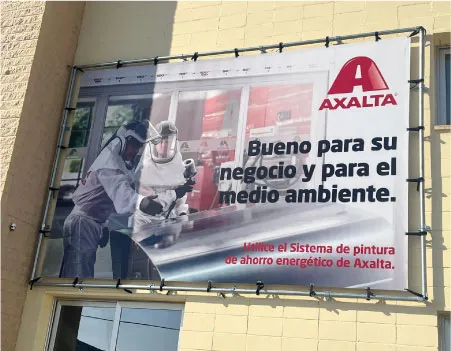 AXALTA
Bueno para su
negocio y para el
medio ambiente.
Utilice el Sistema de pintura
de ahorro energético de Axalta.